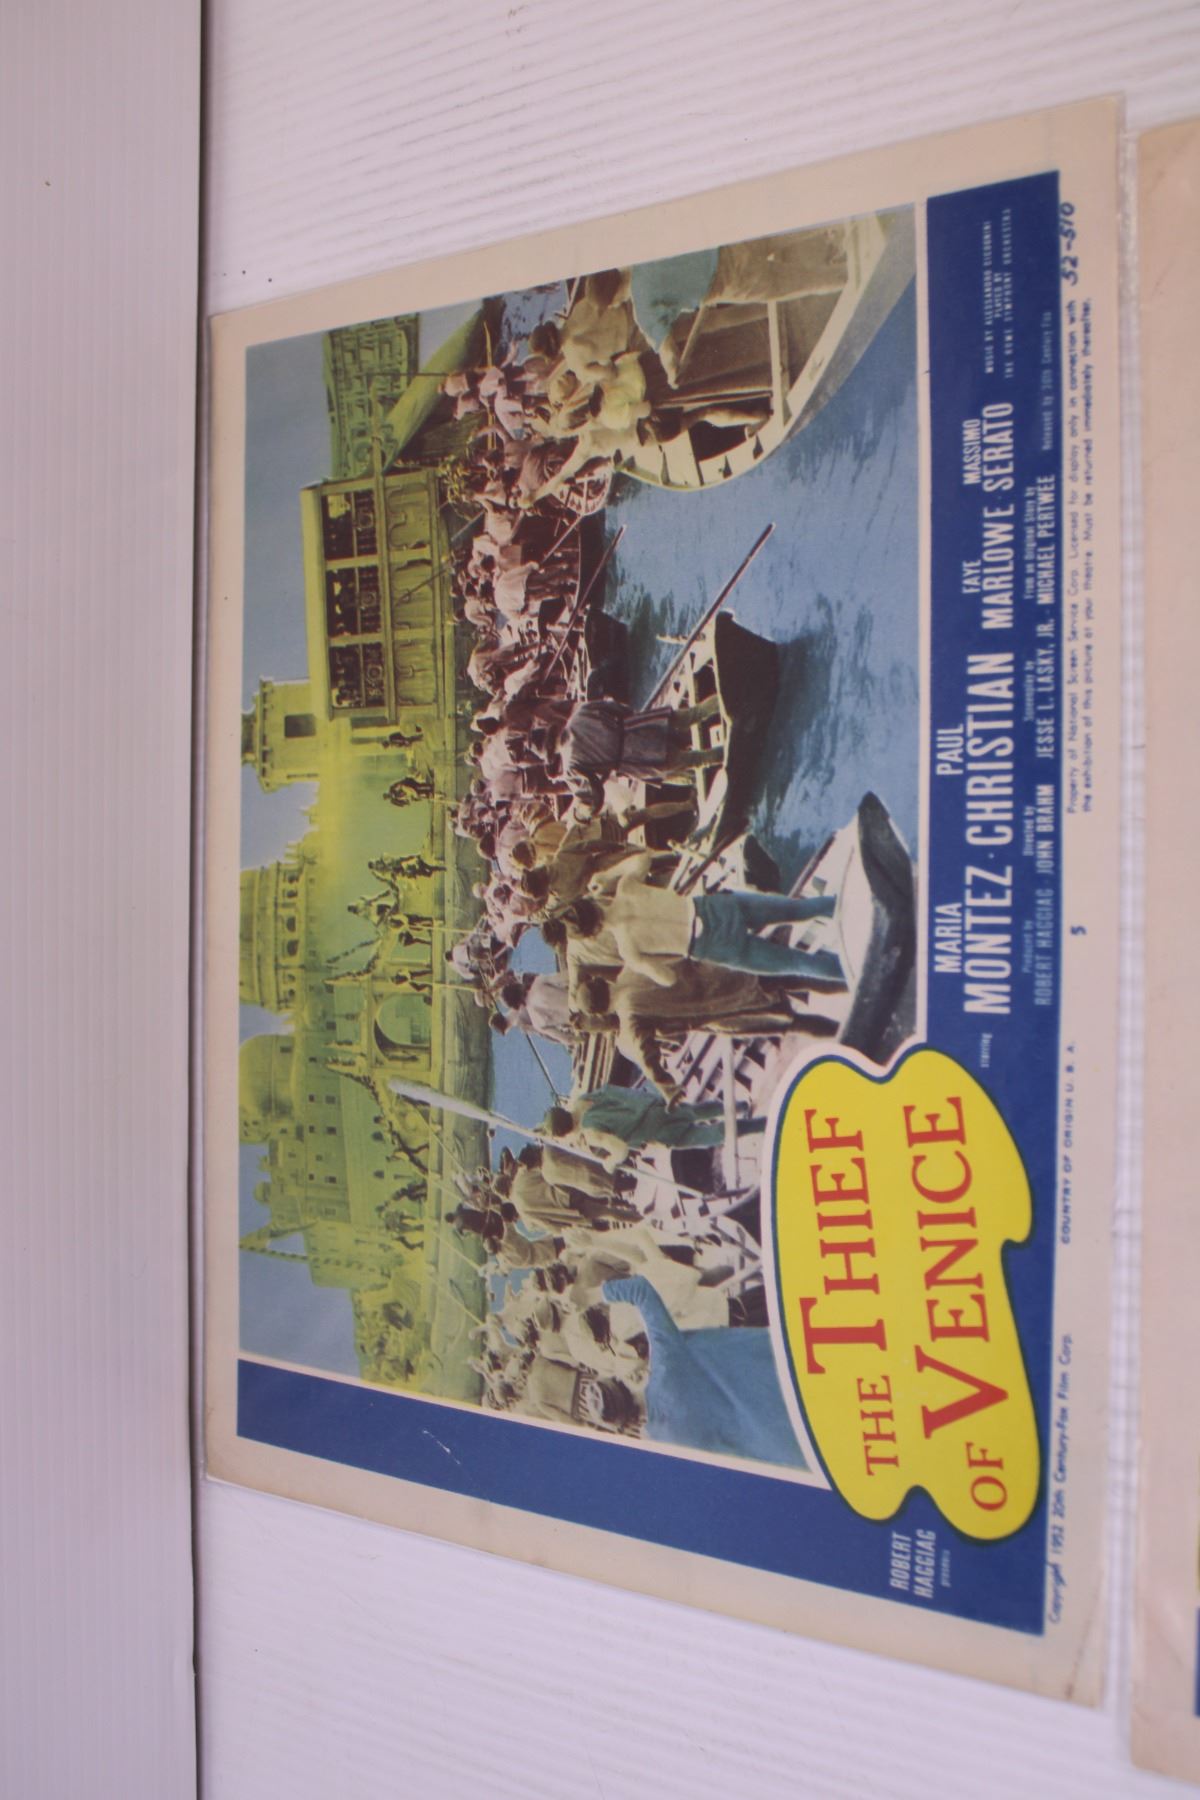 ROBERT
HAGGIAG
presents
THE THIEF
OF VENICE
starring
MARIA PAUL FAYE MASSIMO
MONTEZ · CHRISTIAN MARLOWE · SERATO
MUSIC BY ALESSANDRO CICOGNINI
PLAYED BY
THE ROME SYMPHONY ORCHESTRA
Produced by Directed by Screenplay by From an Original Story by
ROBERT HAGGIAG JOHN BRAHM JESSE L. LASKY, JR. · MICHAEL PERTWEE Released by 20th Century-Fox
Copyright 1952 20th Century-Fox Film Corp. COUNTRY OF ORIGIN U. S. A. 5
Property of National Screen Service Corp. Licensed for display only in connection with
the exhibition of this picture at your theatre. Must be returned immediately thereafter.
52-510